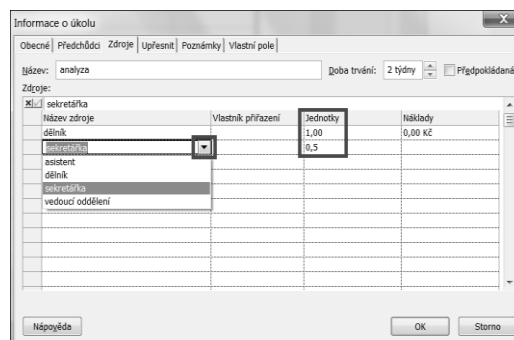 Informace o úkolu
X
Obecné Předchůdci Zdroje Upřesnit Poznámky Vlastní pole
Název: analyza Doba trvání: 2 týdny Předpokládaná
Zdroje:
sekretářka
Název zdroje Vlastník přiřazení Jednotky Náklady
dělník 1,00 0,00 Kč
sekretářka 0,5
asistent
dělník
sekretářka
vedoucí oddělení
Nápověda OK Storno